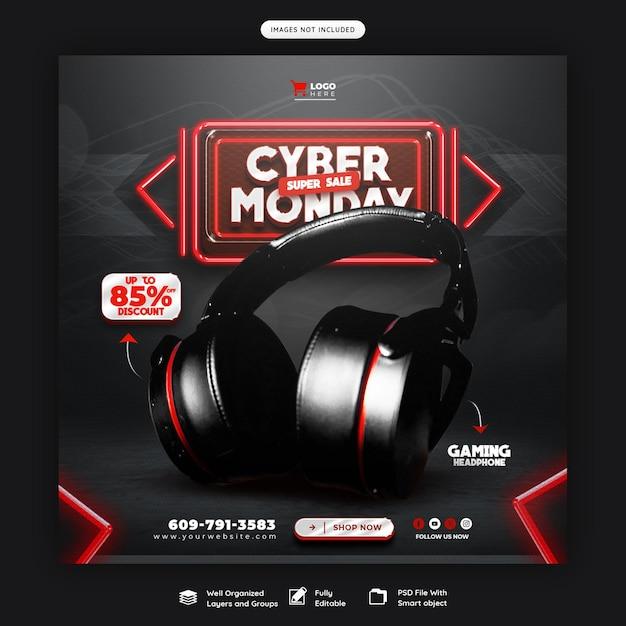 IMAGES NOT INCLUDED
LOGO
HERE
CYBER
SUPER SALE
MONDAY
UP TO
85% OFF
DISCOUNT
GAMING
HEADPHONE
609-791-3583
www.yourwebsite.com
SHOP NOW
FOLLOW US
Well Organized
Layers and Groups
Fully
Editable
PSD File With
Smart object